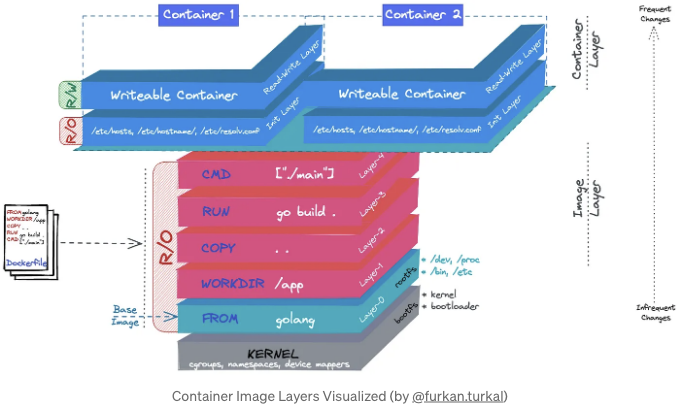 Container 1
Container 2
Frequent
Changes
Container
Layer
R/W
Writeable Container
Read-Write Layer
Writeable Container
Read-Write Layer
R/O
/etc/hosts, /etc/hostname/, /etc/resolv.conf
Init Layer
/etc/hosts, /etc/hostname/, /etc/resolv.conf
Init Layer
Image
Layer
R/O
CMD ["./main"]
Layer-4
RUN go build .
Layer-3
COPY . .
Layer-2
WORKDIR /app
Layer-1
FROM golang
Layer-0
rootfs
* /dev, /proc
* /bin, /etc
bootfs
* kernel
* bootloader
FROM golang
WORKDIR /app
COPY . .
RUN go build .
CMD ["./main"]
Dockerfile
Base
Image
KERNEL
cgroups, namespaces, device mappers
Infrequent
Changes
Container Image Layers Visualized (by @furkan.turkal)